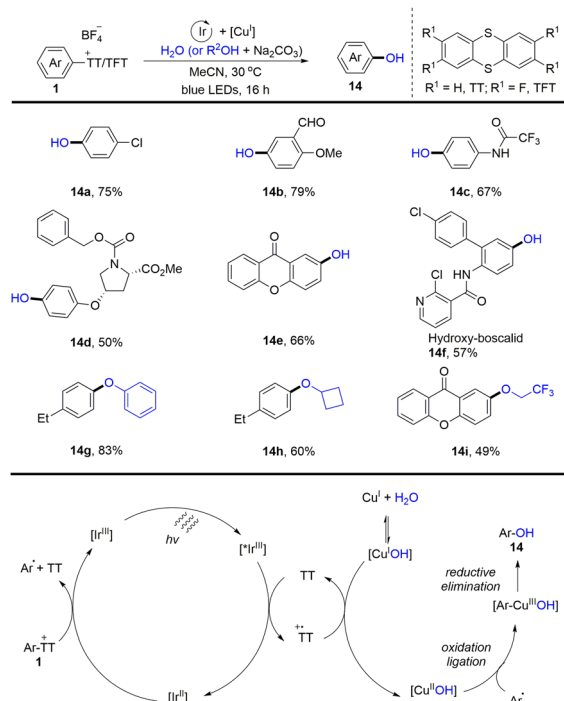 BF₄
Ar
+
TT/TFT
1
Ir + [Cuᴵ]
H₂O (or R²OH + Na₂CO₃)
MeCN, 30 °C
blue LEDs, 16 h
Ar
OH
14
R¹ S R¹
R¹ S R¹
R¹ = H, TT; R¹ = F, TFT
HO Cl
14a, 75%
CHO
HO OMe
14b, 79%
O
HO NH CF₃
14c, 67%
O
O
N
CO₂Me
HO O
14d, 50%
O
OH
O
14e, 66%
Cl
OH
Cl HN
N O
Hydroxy-boscalid
14f, 57%
O
Et
14g, 83%
O
Et
14h, 60%
O
O CF₃
O
14i, 49%
[Irᴵᴵᴵ]
hv
[*Irᴵᴵᴵ]
Ar• + TT
Ar-TT
+
1
[Irᴵᴵ]
TT
+•
TT
Cuᴵ + H₂O
[CuᴵOH]
[CuᴵᴵOH]
Ar-OH
14
reductive
elimination
[Ar-CuᴵᴵᴵOH]
oxidation
ligation
Ar•